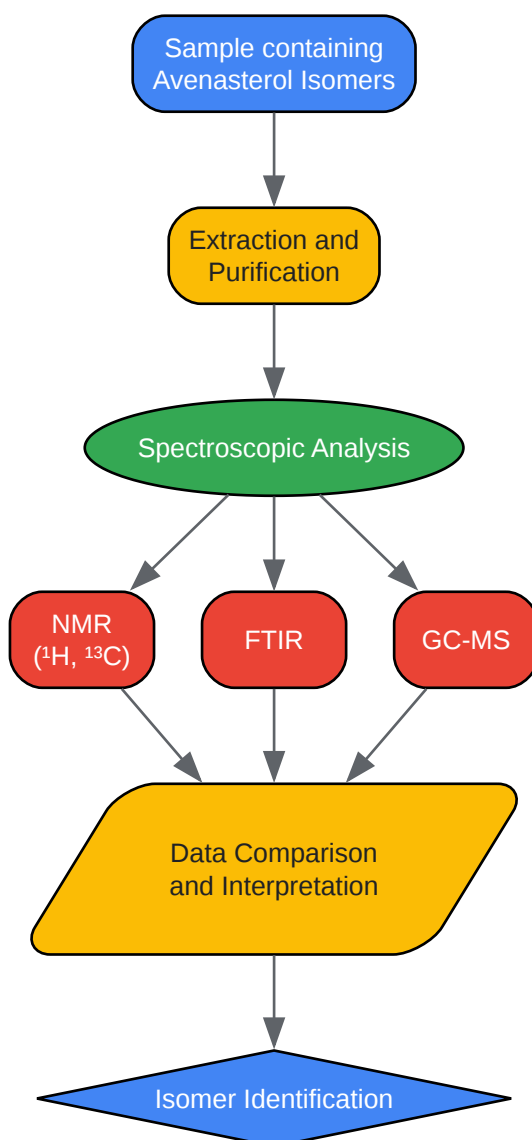 Sample containing
Avenasterol Isomers
Extraction and
Purification
Spectroscopic Analysis
NMR
(¹H, ¹³C)
FTIR
GC-MS
Data Comparison
and Interpretation
Isomer Identification